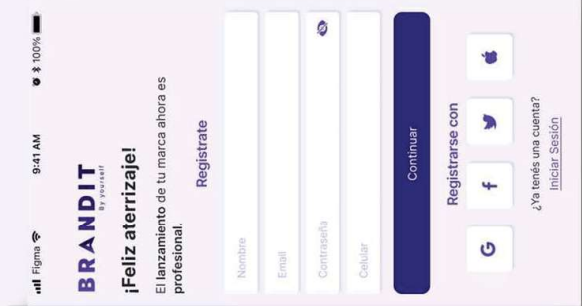 Figma 9:41 AM 100%
BRANDIT
By yourself
¡Feliz aterrizaje!
El lanzamiento de tu marca ahora es
profesional.
Registrate
Nombre
Email
Contraseña
Celular
Continuar
Registrarse con
G f
¿Ya tenés una cuenta?
Iniciar Sesión